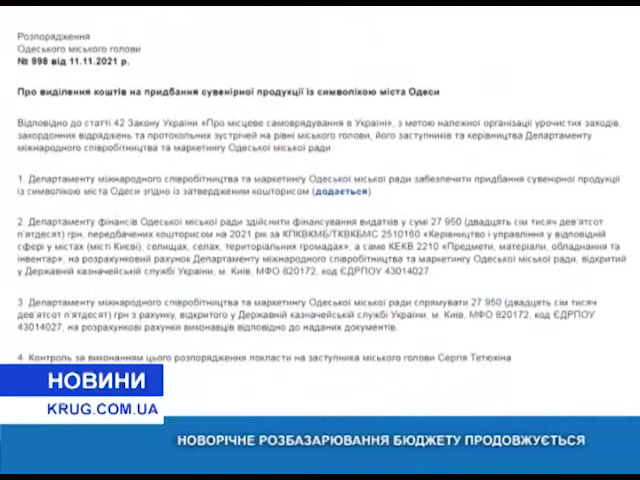 Розпорядження
Одеського міського голови
№ 998 від 11.11.2021 р.
Про виділення коштів на придбання сувенірної продукції із символікою міста Одеси
Відповідно до статті 42 Закону України «Про місцеве самоврядування в Україні», з метою належної організації урочистих заходів,
закордонних відряджень та протокольних зустрічей на рівні міського голови, його заступників та керівництва Департаменту
міжнародного співробітництва та маркетингу Одеської міської ради:
1. Департаменту міжнародного співробітництва та маркетингу Одеської міської ради забезпечити придбання сувенірної продукції
із символікою міста Одеси згідно із затвердженим кошторисом (додається).
2. Департаменту фінансів Одеської міської ради здійснити фінансування видатків у сумі 27 950 (двадцять сім тисяч дев'ятсот
п'ятдесят) грн, передбачених кошторисом на 2021 рік за КПКВКМБ/ТКВКБМС 2510160 «Керівництво і управління у відповідній
сфері у містах (місті Києві), селищах, селах, територіальних громадах», а саме КЕКВ 2210 «Предмети, матеріали, обладнання та
інвентар», на розрахунковий рахунок Департаменту міжнародного співробітництва та маркетингу Одеської міської ради, відкритий
у Державній казначейській службі України, м. Київ, МФО 820172, код ЄДРПОУ 43014027.
3. Департаменту міжнародного співробітництва та маркетингу Одеської міської ради спрямувати 27 950 (двадцять сім тисяч
дев'ятсот п'ятдесят) грн з рахунку, відкритого у Державній казначейській службі України, м. Київ, МФО 820172, код ЄДРПОУ
43014027, на розрахункові рахунки виконавців відповідно до наданих документів.
4. Контроль за виконанням цього розпорядження покласти на заступника міського голови Сергія Тетюхіна
НОВИНИ
KRUG.COM.UA
НОВОРІЧНЕ РОЗБАЗАРЮВАННЯ БЮДЖЕТУ ПРОДОВЖУЄТЬСЯ